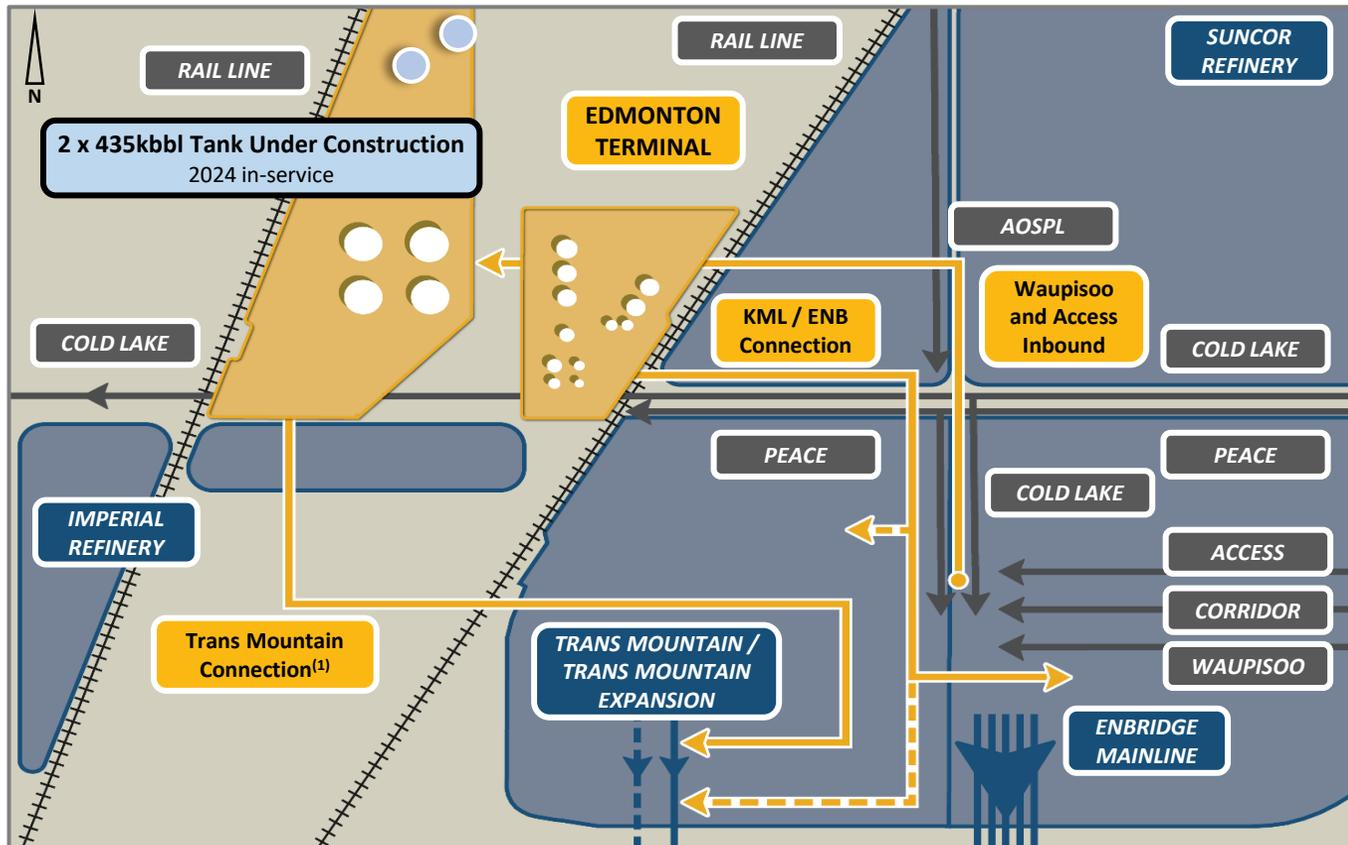 RAIL LINE
RAIL LINE
SUNCOR
REFINERY
N
2 x 435kbbl Tank Under Construction
2024 in-service
EDMONTON
TERMINAL
AOSPL
Waupisoo
and Access
Inbound
KML / ENB
Connection
COLD LAKE
COLD LAKE
PEACE
PEACE
COLD LAKE
IMPERIAL
REFINERY
ACCESS
CORRIDOR
WAUPISOO
Trans Mountain
Connection(1)
TRANS MOUNTAIN /
TRANS MOUNTAIN
EXPANSION
ENBRIDGE
MAINLINE